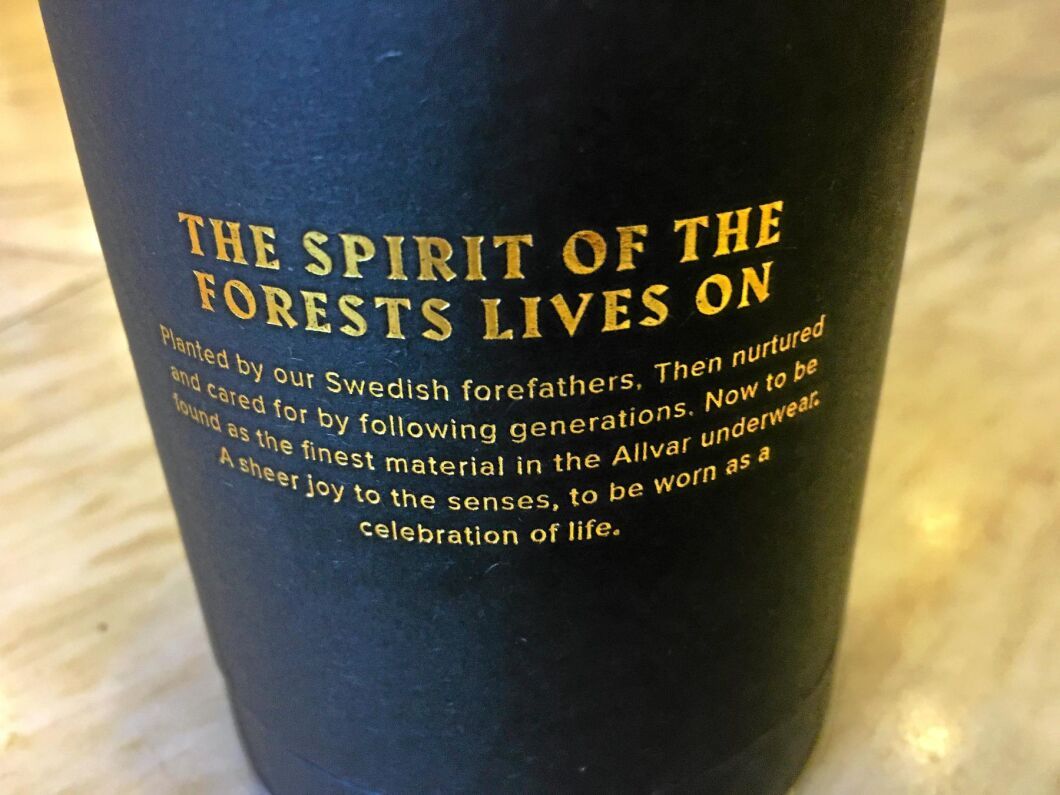 THE SPIRIT OF THE
FORESTS LIVES ON
Planted by our Swedish forefathers. Then nurtured
and cared for by following generations. Now to be
found as the finest material in the Allvar underwear.
A sheer joy to the senses, to be worn as a
celebration of life.